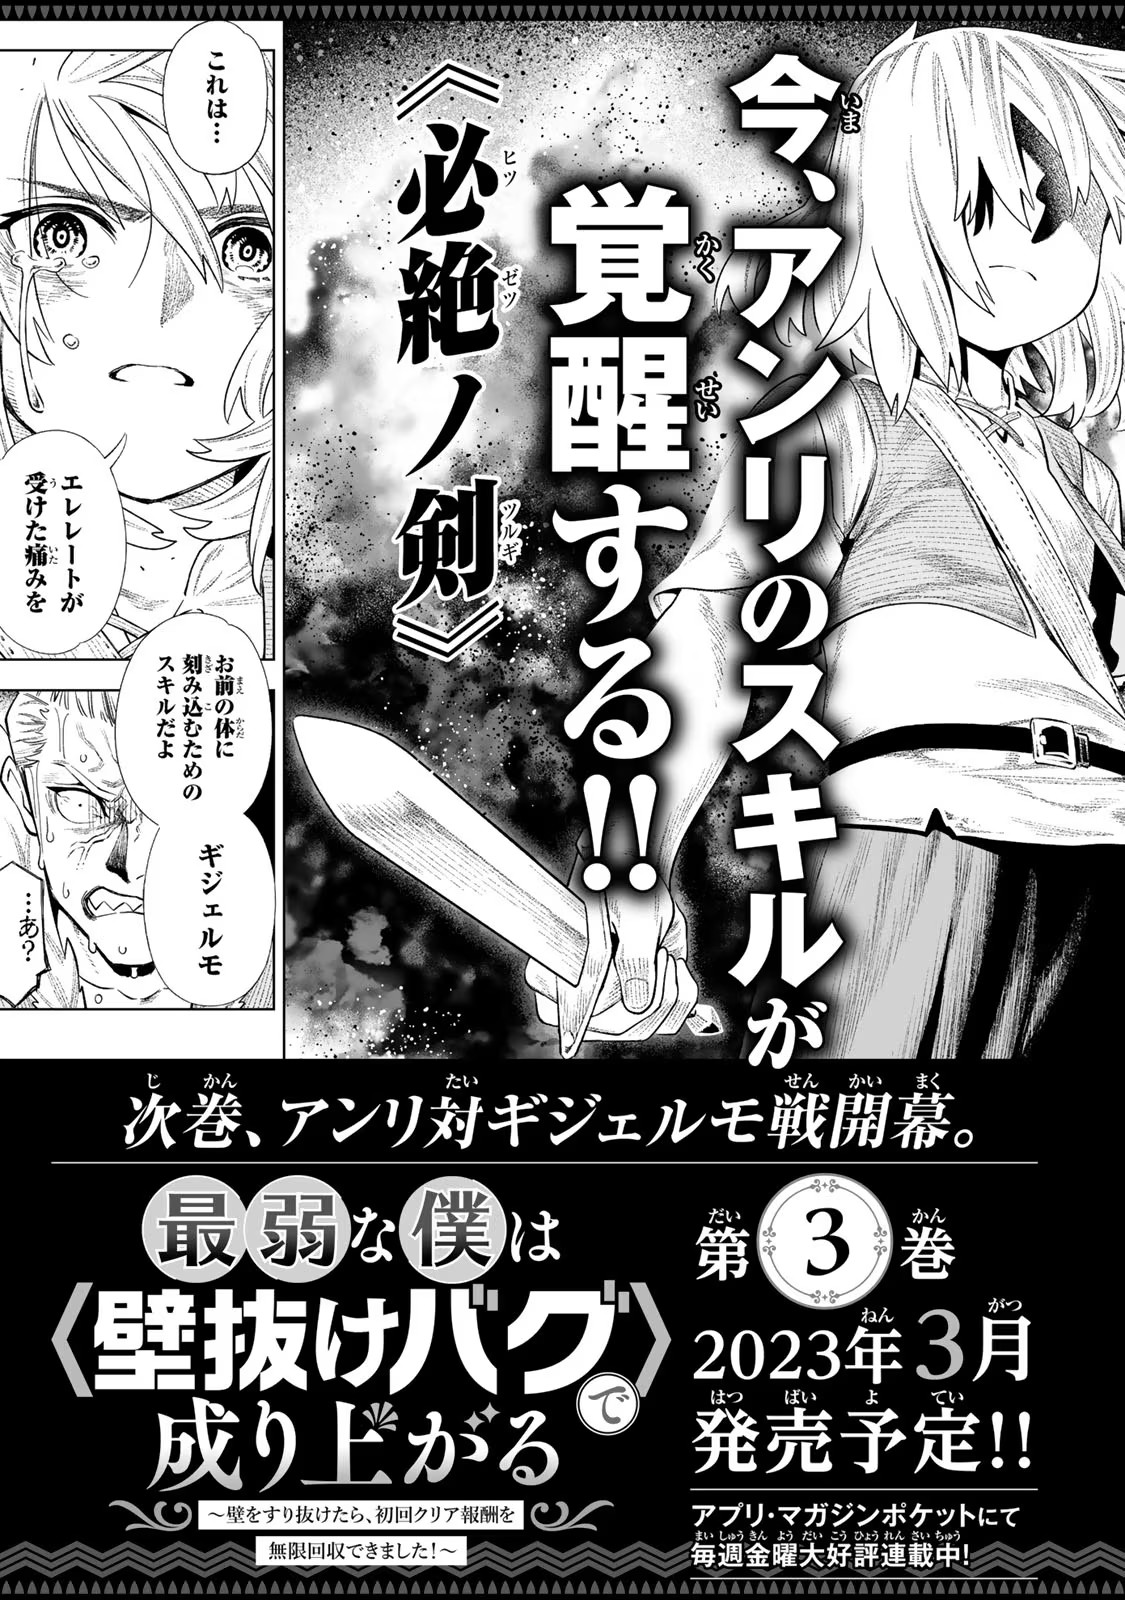 今、アンリのスキルが
覚醒する!!
《必絶ノ剣》
これは…
エレレートが
受けた痛みを
お前の体に
刻み込むための
スキルだよ
ギジェルモ
…あ?
次巻、アンリ対ギジェルモ戦開幕。
最弱な僕は
〈壁抜けバグ〉で
成り上がる
～壁をすり抜けたら、初回クリア報酬を
無限回収できました!～
第3巻
2023年3月
発売予定!!
アプリ・マガジンポケットにて
毎週金曜大好評連載中!